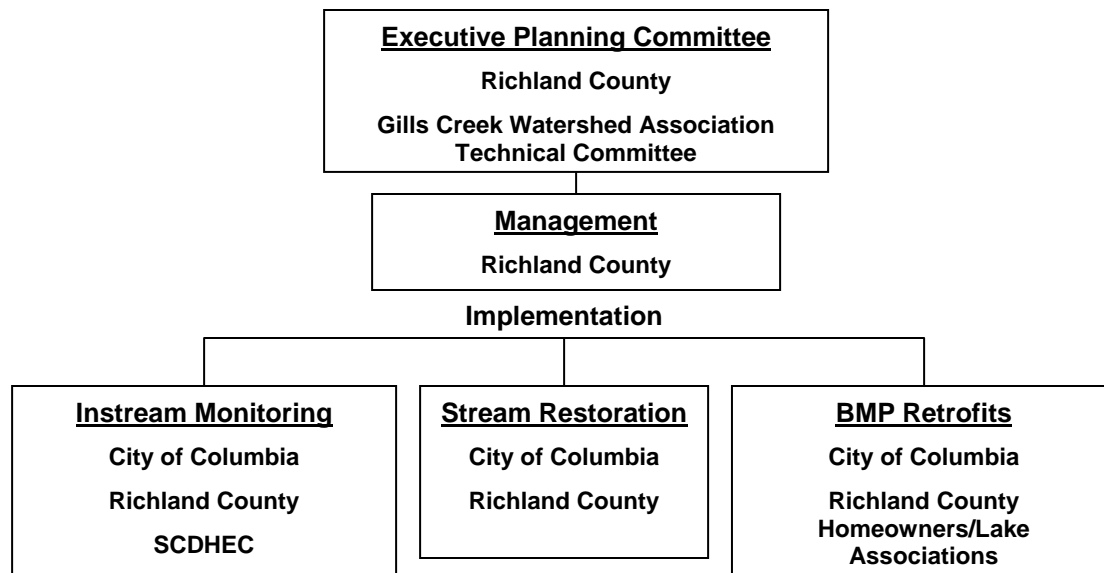 Executive Planning Committee
Richland County
Gills Creek Watershed Association
Technical Committee
Management
Richland County
Implementation
Instream Monitoring
City of Columbia
Richland County
SCDHEC
Stream Restoration
City of Columbia
Richland County
BMP Retrofits
City of Columbia
Richland County
Homeowners/Lake
Associations